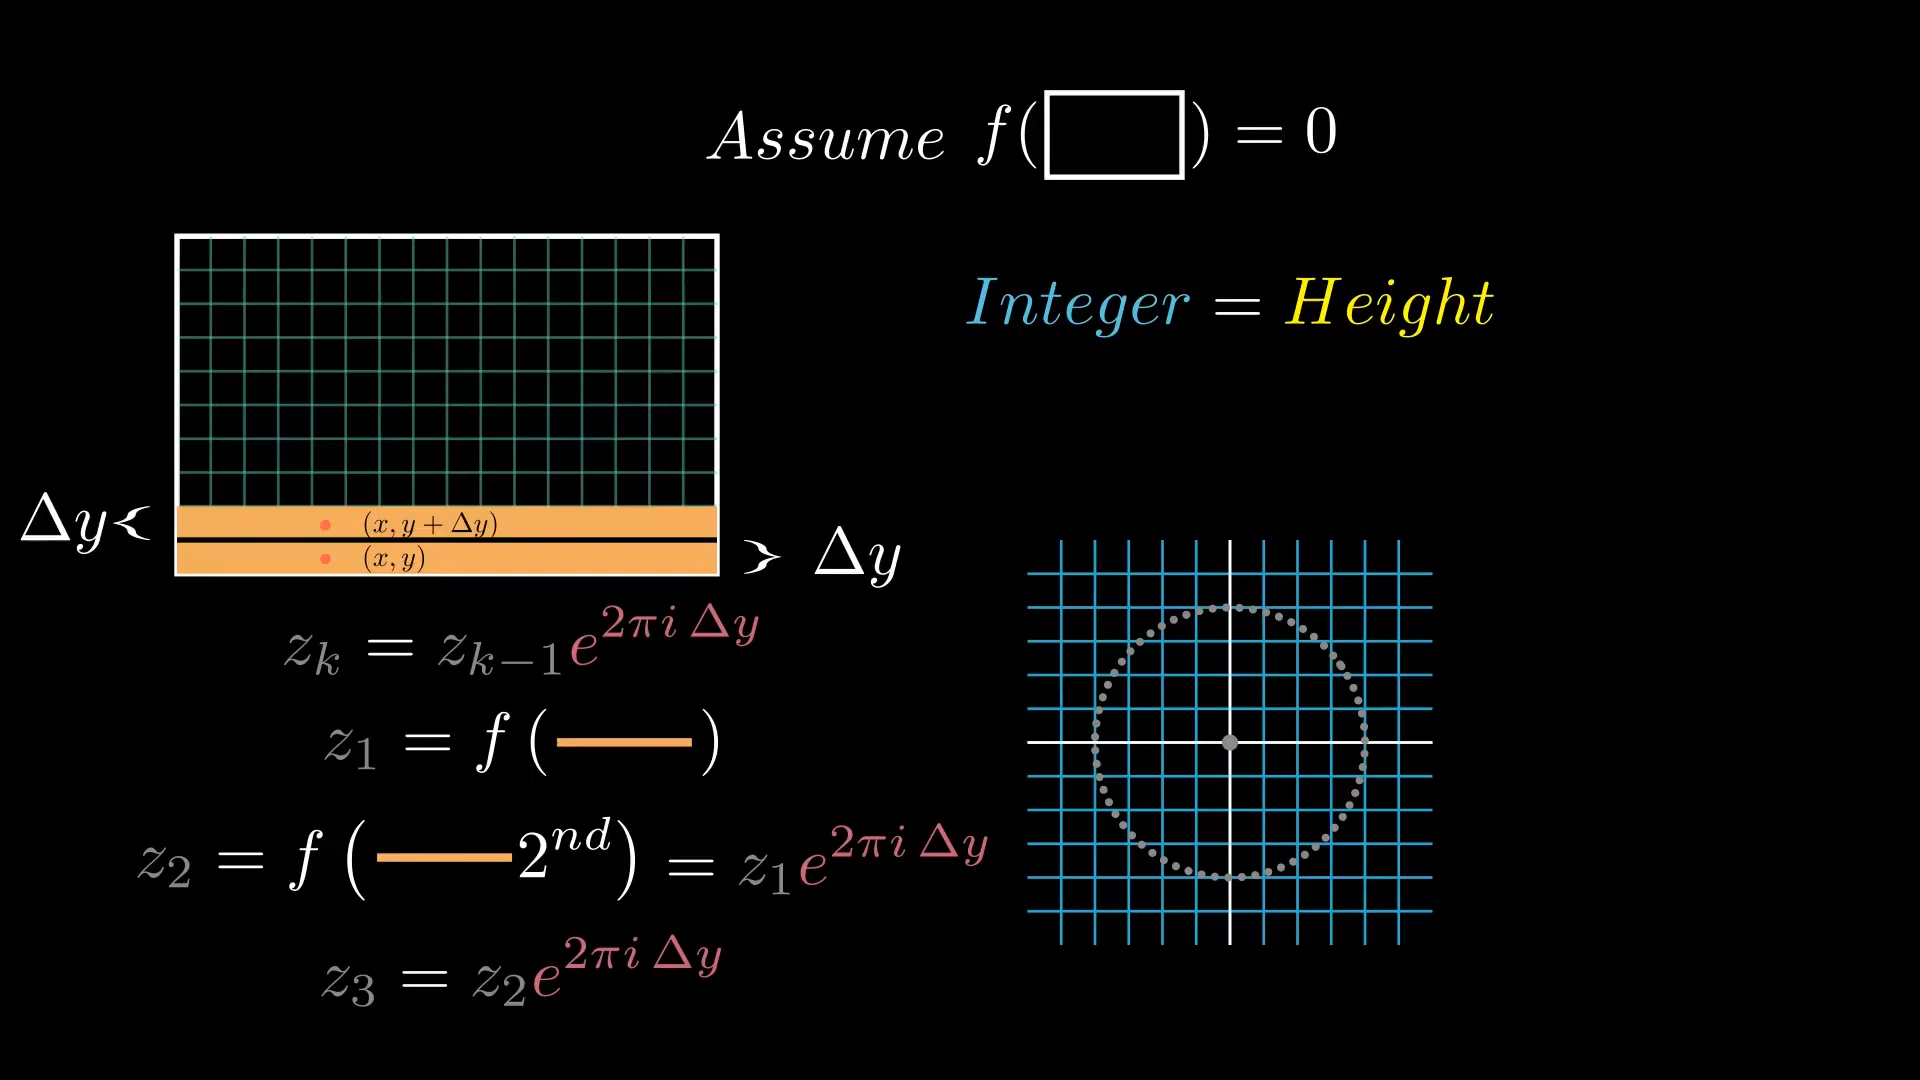 Assume f( ) = 0
Integer = Height
Δy
(x, y + Δy)
(x, y)
Δy
z_k = z_{k−1}e^{2πi Δy}
z_1 = f ( )
z_2 = f ( 2^{nd}) = z_1e^{2πi Δy}
z_3 = z_2e^{2πi Δy}